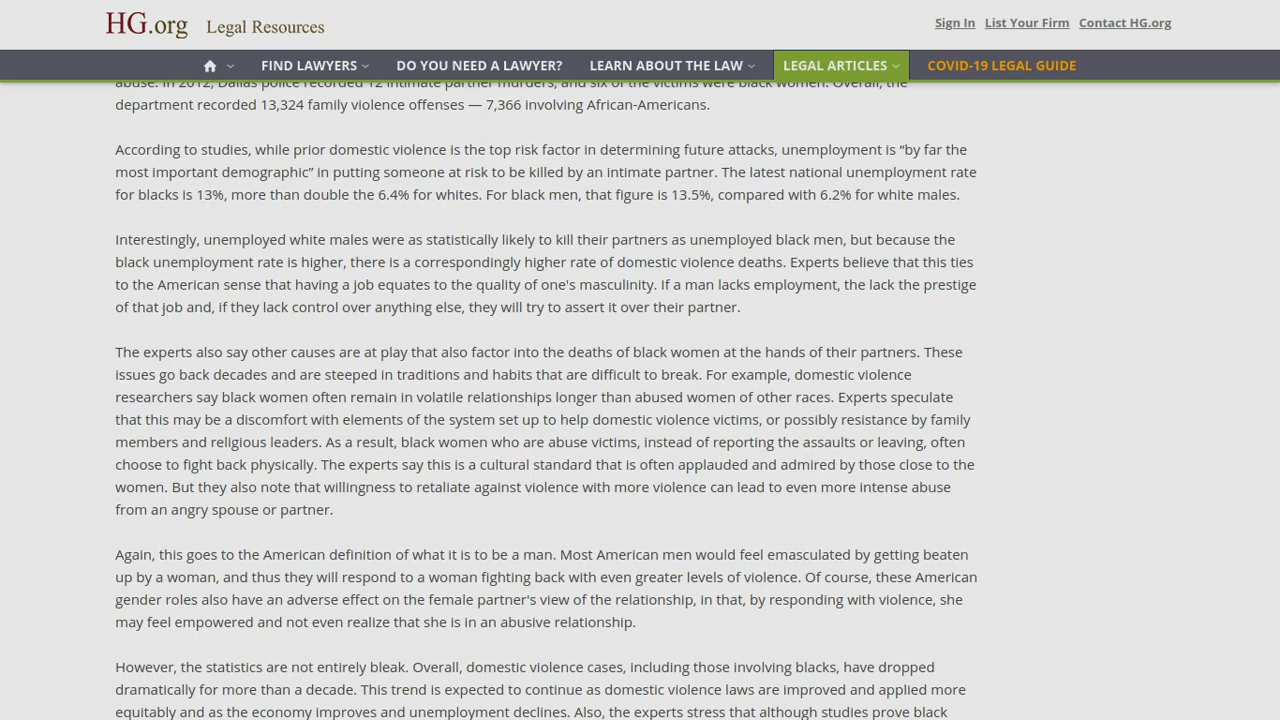 HG.org Legal Resources
Sign In List Your Firm Contact HG.org
FIND LAWYERS DO YOU NEED A LAWYER? LEARN ABOUT THE LAW LEGAL ARTICLES COVID-19 LEGAL GUIDE
abuse. In 2012, Dallas police recorded 12 intimate partner murders, and six of the victims were black women. Overall, the
department recorded 13,324 family violence offenses — 7,366 involving African-Americans.
According to studies, while prior domestic violence is the top risk factor in determining future attacks, unemployment is “by far the
most important demographic” in putting someone at risk to be killed by an intimate partner. The latest national unemployment rate
for blacks is 13%, more than double the 6.4% for whites. For black men, that figure is 13.5%, compared with 6.2% for white males.
Interestingly, unemployed white males were as statistically likely to kill their partners as unemployed black men, but because the
black unemployment rate is higher, there is a correspondingly higher rate of domestic violence deaths. Experts believe that this ties
to the American sense that having a job equates to the quality of one's masculinity. If a man lacks employment, the lack the prestige
of that job and, if they lack control over anything else, they will try to assert it over their partner.
The experts also say other causes are at play that also factor into the deaths of black women at the hands of their partners. These
issues go back decades and are steeped in traditions and habits that are difficult to break. For example, domestic violence
researchers say black women often remain in volatile relationships longer than abused women of other races. Experts speculate
that this may be a discomfort with elements of the system set up to help domestic violence victims, or possibly resistance by family
members and religious leaders. As a result, black women who are abuse victims, instead of reporting the assaults or leaving, often
choose to fight back physically. The experts say this is a cultural standard that is often applauded and admired by those close to the
women. But they also note that willingness to retaliate against violence with more violence can lead to even more intense abuse
from an angry spouse or partner.
Again, this goes to the American definition of what it is to be a man. Most American men would feel emasculated by getting beaten
up by a woman, and thus they will respond to a woman fighting back with even greater levels of violence. Of course, these American
gender roles also have an adverse effect on the female partner's view of the relationship, in that, by responding with violence, she
may feel empowered and not even realize that she is in an abusive relationship.
However, the statistics are not entirely bleak. Overall, domestic violence cases, including those involving blacks, have dropped
dramatically for more than a decade. This trend is expected to continue as domestic violence laws are improved and applied more
equitably and as the economy improves and unemployment declines. Also, the experts stress that although studies prove black